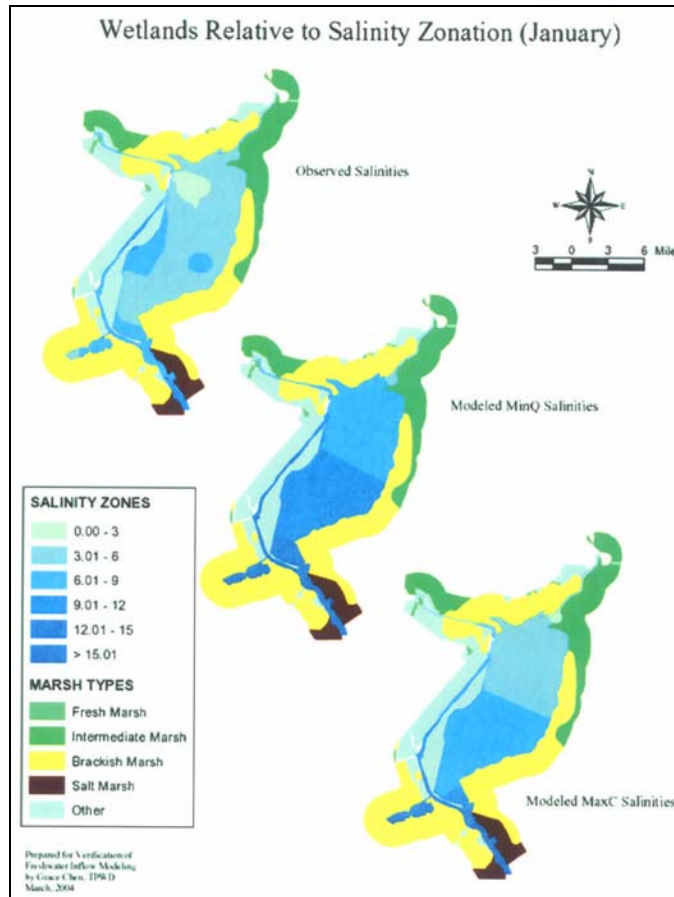 Wetlands Relative to Salinity Zonation (January)
Observed Salinities
N
W E
S
3 0 3 6 Mile
Modeled MinQ Salinities
SALINITY ZONES
0.00 - 3
3.01 - 6
6.01 - 9
9.01 - 12
12.01 - 15
> 15.01
MARSH TYPES
Fresh Marsh
Intermediate Marsh
Brackish Marsh
Salt Marsh
Other
Modeled MaxC Salinities
Prepared for Verification of
Freshwater Inflow Modeling
by Grace Chen, TPWD
March, 2004